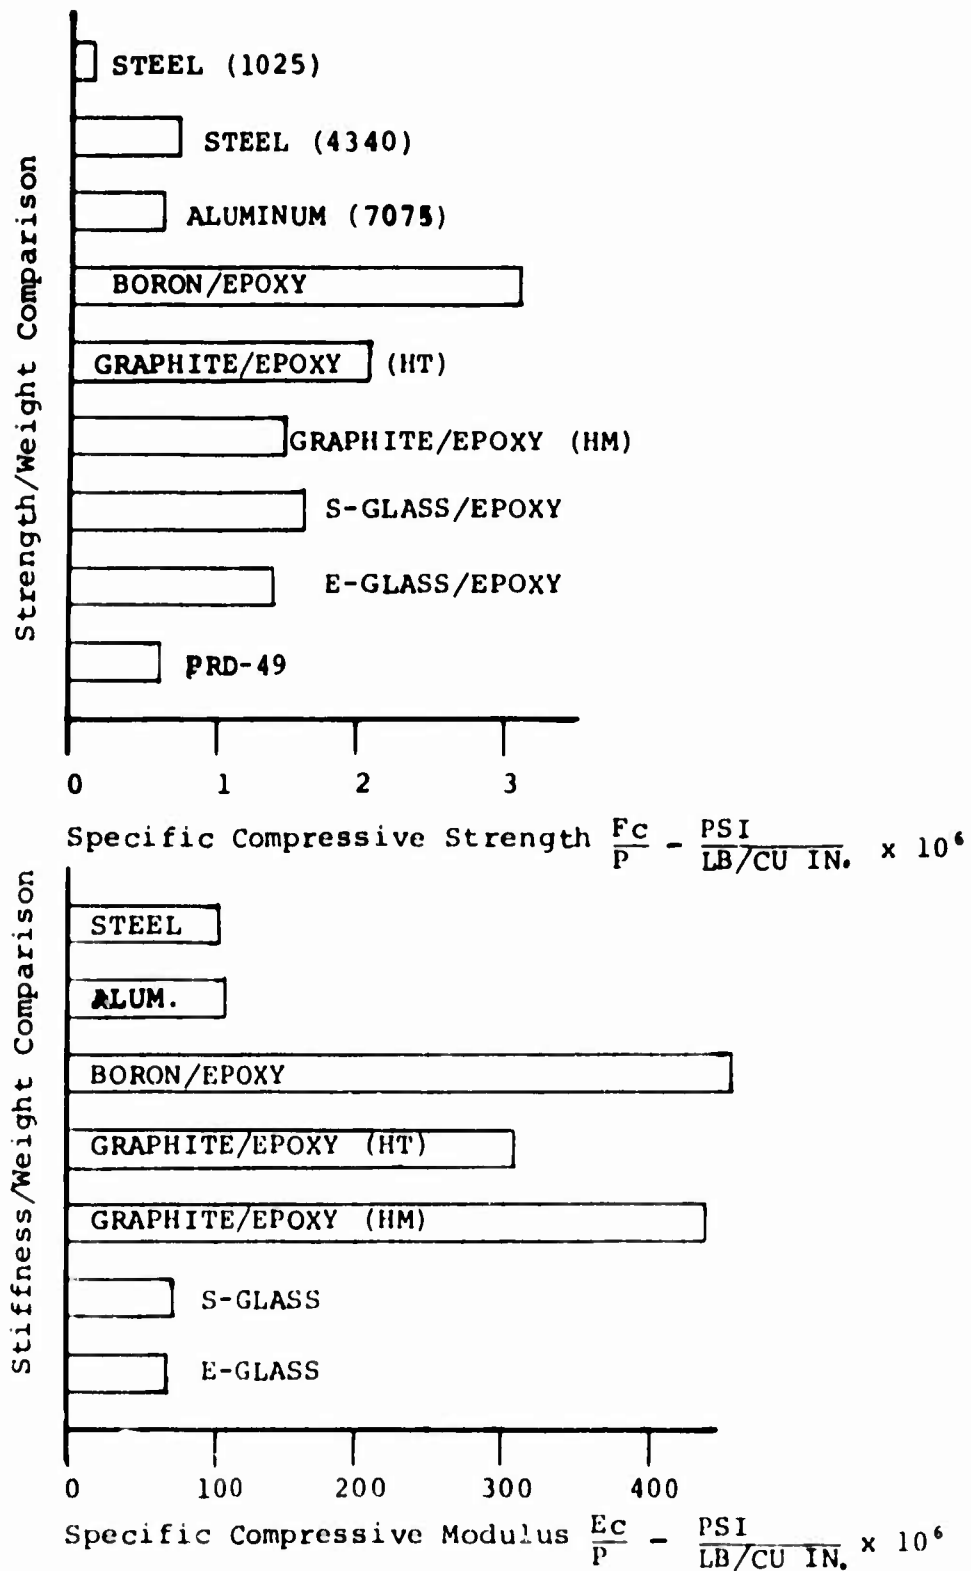 Strength/Weight Comparison
STEEL (1025)
STEEL (4340)
ALUMINUM (7075)
BORON/EPOXY
GRAPHITE/EPOXY (HT)
GRAPHITE/EPOXY (HM)
S-GLASS/EPOXY
E-GLASS/EPOXY
PRD-49
0 1 2 3
Specific Compressive Strength Fc/P - PSI/LB/CU IN. x 10⁶
Stiffness/Weight Comparison
STEEL
ALUM.
BORON/EPOXY
GRAPHITE/EPOXY (HT)
GRAPHITE/EPOXY (HM)
S-GLASS
E-GLASS
0 100 200 300 400
Specific Compressive Modulus Ec/P - PSI/LB/CU IN. x 10⁶